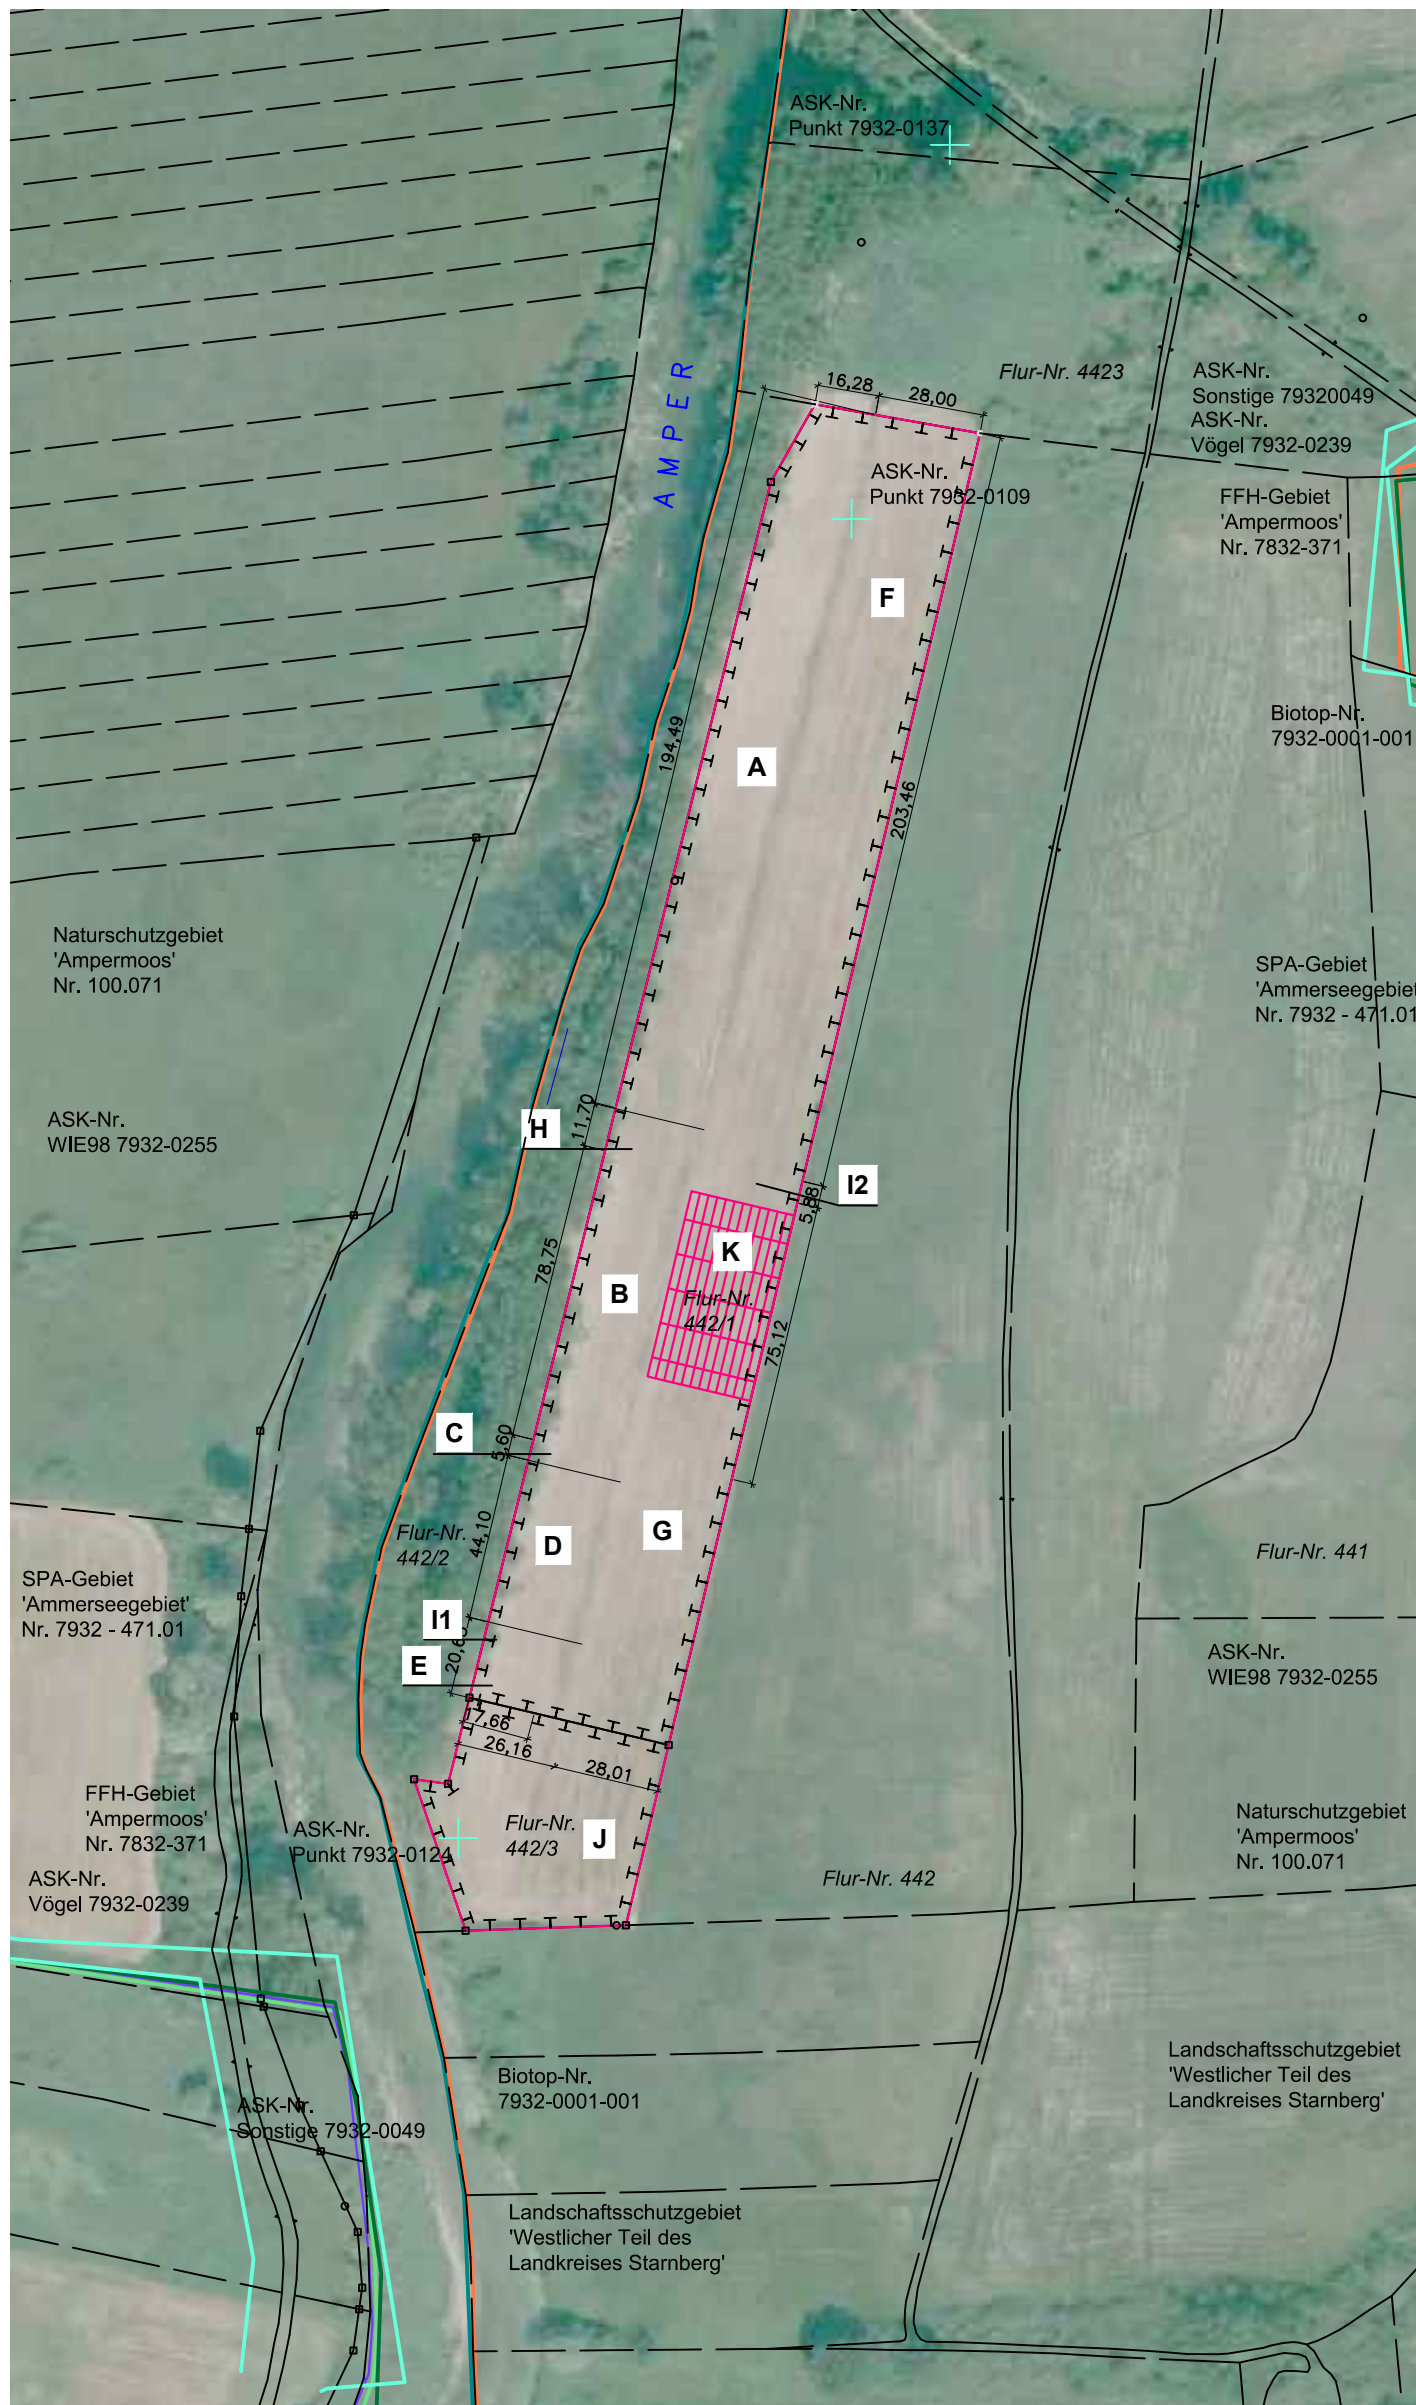 ASK-Nr.
Punkt 7932-0137
AMPER
16,28
28,00
Flur-Nr. 4423
ASK-Nr.
Sonstige 79320049
ASK-Nr.
Vögel 7932-0239
ASK-Nr.
Punkt 7932-0109
FFH-Gebiet
'Ampermoos'
Nr. 7832-371
F
Biotop-Nr.
7932-0001-001
194,49
A
203,46
Naturschutzgebiet
'Ampermoos'
Nr. 100.071
SPA-Gebiet
'Ammerseegebiet
Nr. 7932 - 471.01
ASK-Nr.
WIE98 7932-0255
11,70
H
I2
5,88
K
78,75
B
Flur-Nr.
442/1
75,12
C
5,60
44,10
Flur-Nr.
442/2
D
G
Flur-Nr. 441
SPA-Gebiet
'Ammerseegebiet'
Nr. 7932 - 471.01
I1
E
ASK-Nr.
WIE98 7932-0255
17,66
26,16
28,01
FFH-Gebiet
'Ampermoos'
Nr. 7832-371
ASK-Nr.
Punkt 7932-0124
Flur-Nr.
442/3
J
Naturschutzgebiet
'Ampermoos'
Nr. 100.071
ASK-Nr.
Vögel 7932-0239
Flur-Nr. 442
Biotop-Nr.
7932-0001-001
Landschaftsschutzgebiet
'Westlicher Teil des
Landkreises Starnberg'
ASK-Nr.
Sonstige 7932-0049
Landschaftsschutzgebiet
'Westlicher Teil des
Landkreises Starnberg'